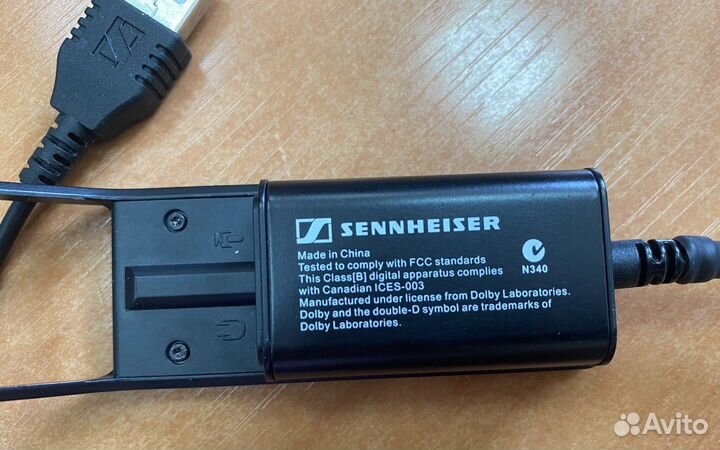 SENNHEISER
Made in China
Tested to comply with FCC standards
This Class[B] digital apparatus complies
with Canadian ICES-003
Manufactured under license from Dolby Laboratories.
Dolby and the double-D symbol are trademarks of
Dolby Laboratories.
N340
Avito